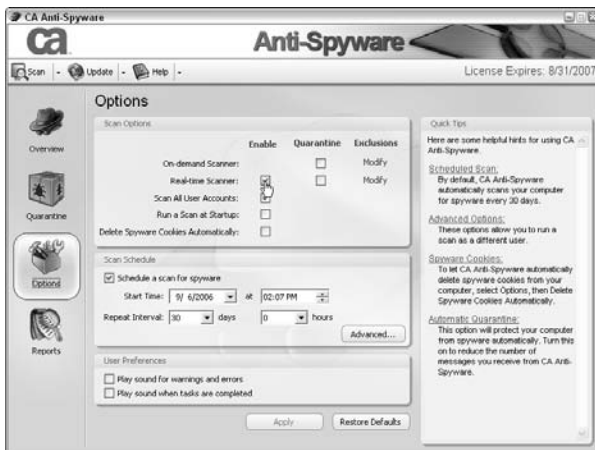 CA Anti-Spyware
ca
Anti-Spyware
Scan
Update
Help
License Expires: 8/31/2007
Overview
Quarantine
Options
Reports
Options
Scan Options
Enable Quarantine Exclusions
On-demand Scanner: Modify
Real-time Scanner: Modify
Scan All User Accounts:
Run a Scan at Startup:
Delete Spyware Cookies Automatically:
Scan Schedule
Schedule a scan for spyware
Start Time: 9/ 6/2006 at 02:07 PM
Repeat Interval: 30 days 0 hours
Advanced...
User Preferences
Play sound for warnings and errors
Play sound when tasks are completed
Apply
Restore Defaults
Quick Tips
Here are some helpful hints for using CA
Anti-Spyware.
Scheduled Scan:
By default, CA Anti-Spyware
automatically scans your computer
for spyware every 30 days.
Advanced Options:
These options allow you to run a
scan as a different user.
Spyware Cookies:
To let CA Anti-Spyware automatically
delete spyware cookies from your
computer, select Options, then Delete
Spyware Cookies Automatically.
Automatic Quarantine:
This option will protect your computer
from spyware automatically. Turn this
on to reduce the number of
messages you receive from CA Anti-
Spyware.